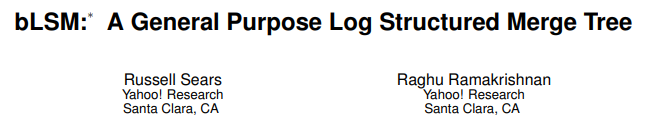 bLSM:* A General Purpose Log Structured Merge Tree
Russell Sears
Yahoo! Research
Santa Clara, CA
Raghu Ramakrishnan
Yahoo! Research
Santa Clara, CA